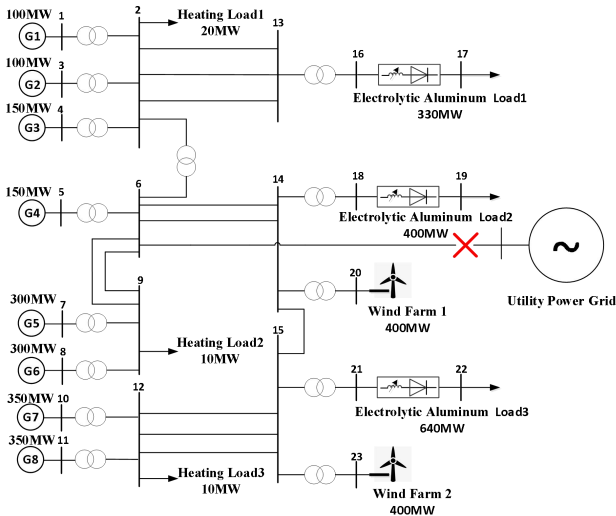 100MW
1
G1
2
Heating Load1
20MW
13
100MW
3
G2
16
17
Electrolytic Aluminum Load1
330MW
150MW
4
G3
150MW
5
G4
6
14
18
19
Electrolytic Aluminum Load2
400MW
~
Utility Power Grid
20
Wind Farm 1
400MW
9
300MW
7
G5
15
Heating Load2
10MW
300MW
8
G6
12
350MW
10
G7
21
22
Electrolytic Aluminum Load3
640MW
350MW
11
G8
Heating Load3
10MW
23
Wind Farm 2
400MW